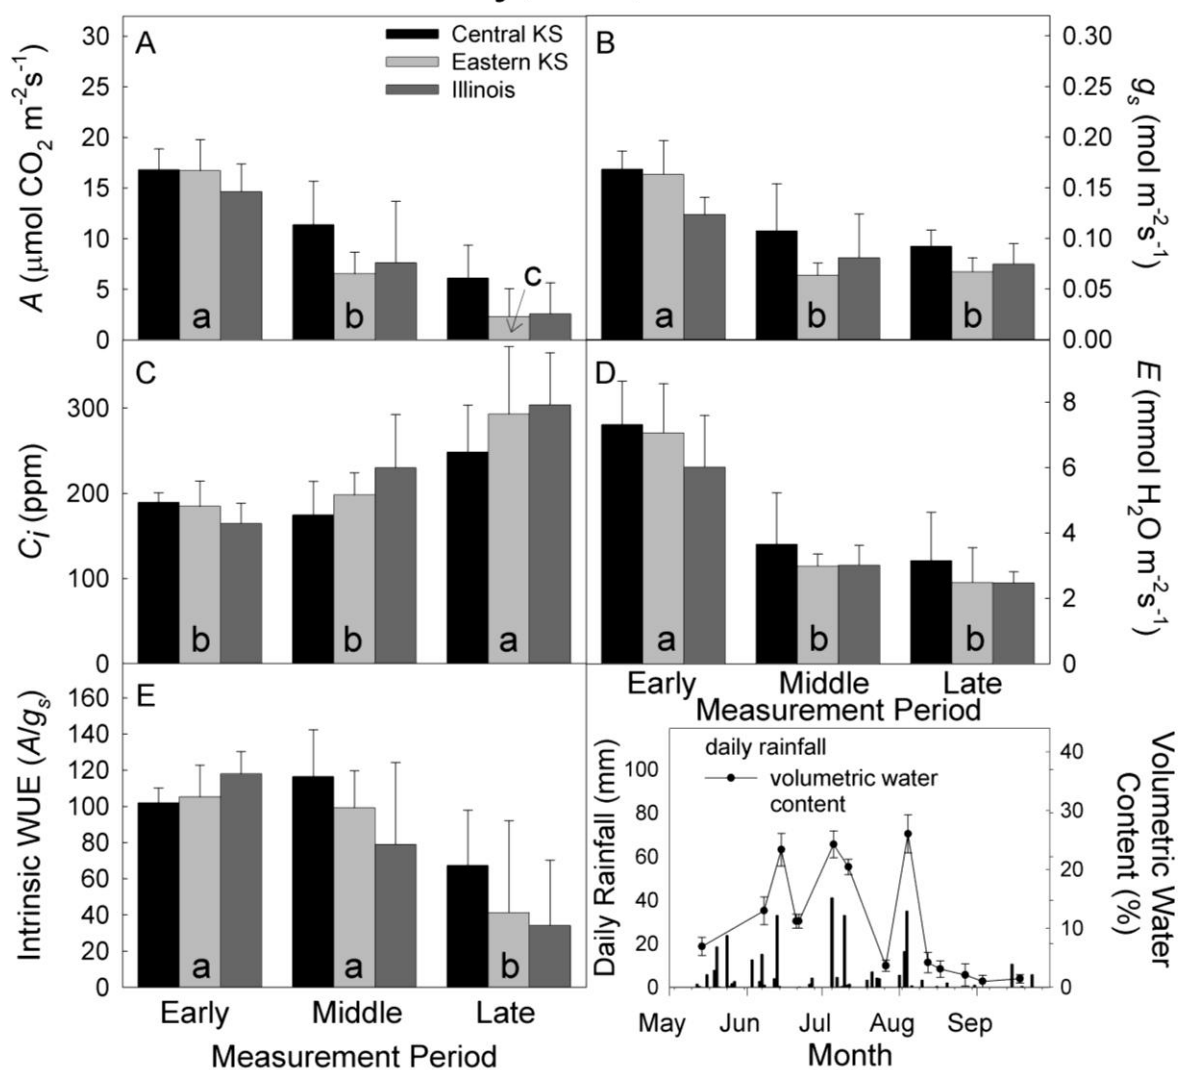 A
Central KS
Eastern KS
Illinois
30
25
20
15
10
5
0
A (μmol CO₂ m⁻²s⁻¹)
a
b
c
B
0.30
0.25
0.20
0.15
0.10
0.05
0.00
gₛ (mol m⁻²s⁻¹)
a
b
b
C
300
200
100
0
Cᵢ (ppm)
b
b
a
D
8
6
4
2
0
E (mmol H₂O m⁻²s⁻¹)
a
b
b
Early Middle Late
Measurement Period
E
160
140
120
100
80
60
40
20
0
Intrinsic WUE (A/gₛ)
a
a
b
Early Middle Late
Measurement Period
daily rainfall
volumetric water
content
100
80
60
40
20
0
Daily Rainfall (mm)
40
30
20
10
0
Volumetric Water
Content (%)
May Jun Jul Aug Sep
Month